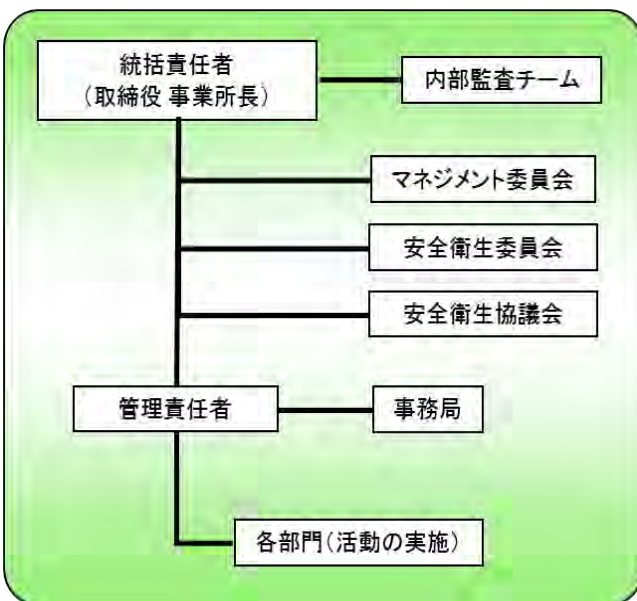 統括責任者
（取締役 事業所長）
内部監査チーム
マネジメント委員会
安全衛生委員会
安全衛生協議会
管理責任者
事務局
各部門（活動の実施）